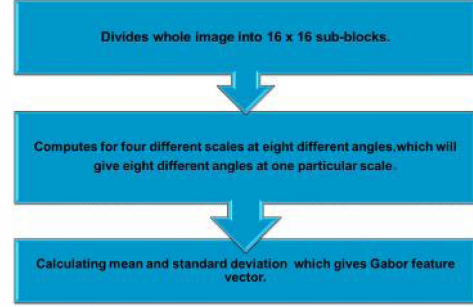 Divides whole image into 16 x 16 sub-blocks.
Computes for four different scales at eight different angles,which will
give eight different angles at one particular scale.
Calculating mean and standard deviation which gives Gabor feature
vector.